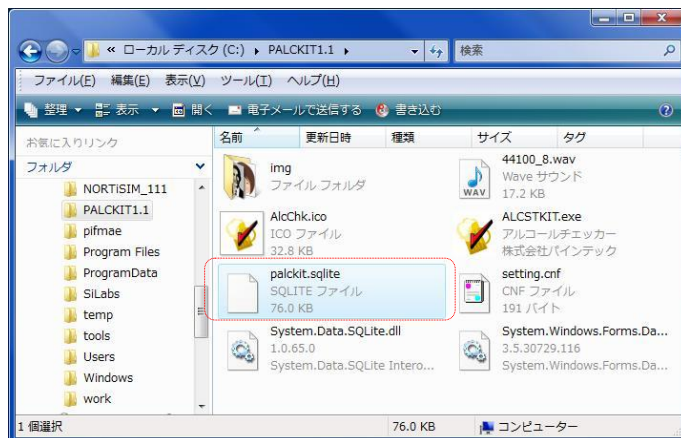 « ローカル ディスク (C:) ▸ PALCKIT1.1 ▸
検索
ファイル(F) 編集(E) 表示(V) ツール(T) ヘルプ(H)
整理 表示 開く 電子メールで送信する 書き込む
お気に入りリンク
フォルダ
NORTiSIM_111
PALCKIT1.1
pifmae
Program Files
ProgramData
SiLabs
temp
tools
Users
Windows
work
名前 更新日時 種類 サイズ タグ
img
ファイル フォルダ
44100_8.wav
Wave サウンド
17.2 KB
AlcChk.ico
ICO ファイル
32.8 KB
ALCSTKIT.exe
アルコールチェッカー
株式会社パインテック
palckit.sqlite
SQLITE ファイル
76.0 KB
setting.cnf
CNF ファイル
191 バイト
System.Data.SQLite.dll
1.0.65.0
System.Data.SQLite Intero...
System.Windows.Forms.Da...
3.5.30729.116
System.Windows.Forms.Da...
1 個選択 76.0 KB コンピューター